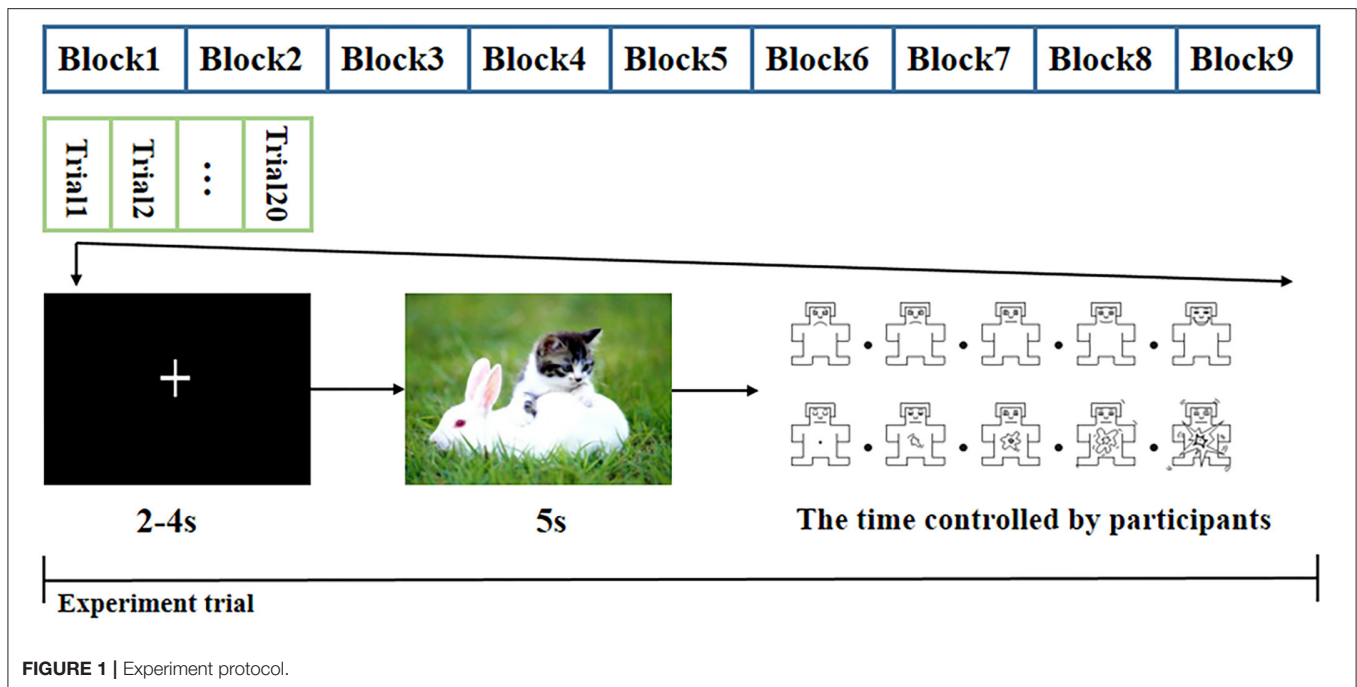 Block1 Block2 Block3 Block4 Block5 Block6 Block7 Block8 Block9
Trial1 Trial2 ... Trial20
2-4s 5s The time controlled by participants
Experiment trial
FIGURE 1 | Experiment protocol.